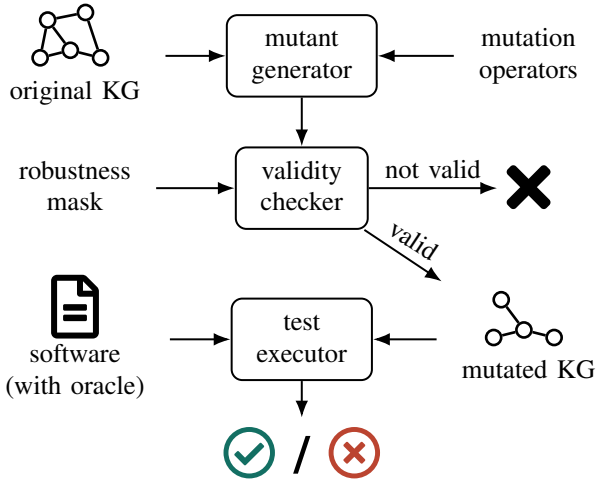 original KG
mutant
generator
mutation
operators
robustness
mask
validity
checker
not valid
valid
software
(with oracle)
test
executor
mutated KG
/